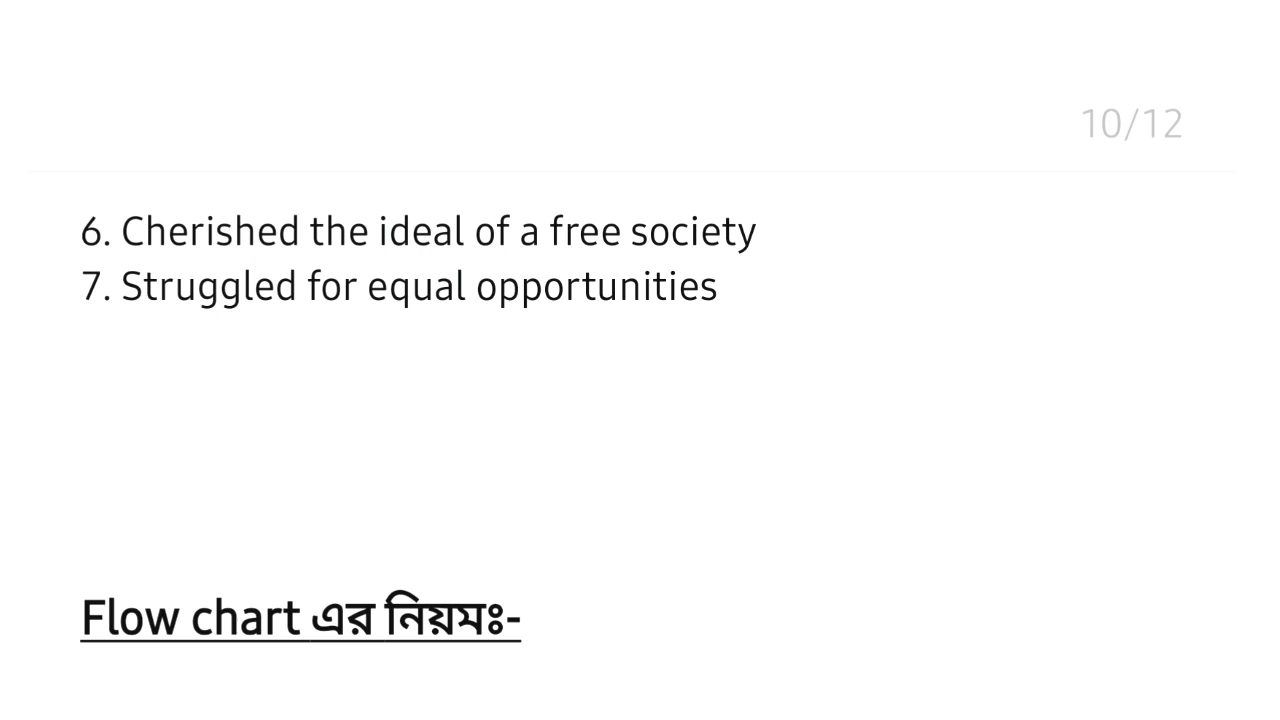 10/12
6. Cherished the ideal of a free society
7. Struggled for equal opportunities
Flow chart এর নিয়মঃ-